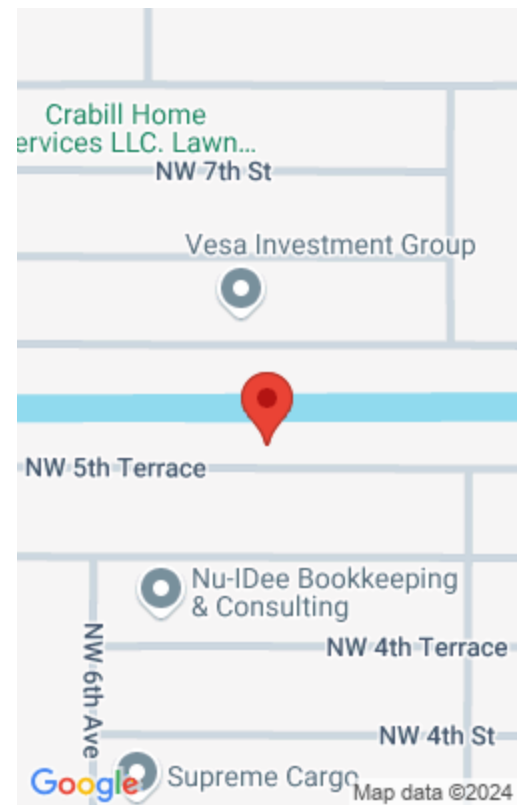 Crabill Home
ervices LLC. Lawn...
NW 7th St
Vesa Investment Group
NW 5th Terrace
Nu-IDee Bookkeeping
& Consulting
NW 4th Terrace
NW 6th Ave
NW 4th St
Supreme Cargo
Google
Map data ©2024